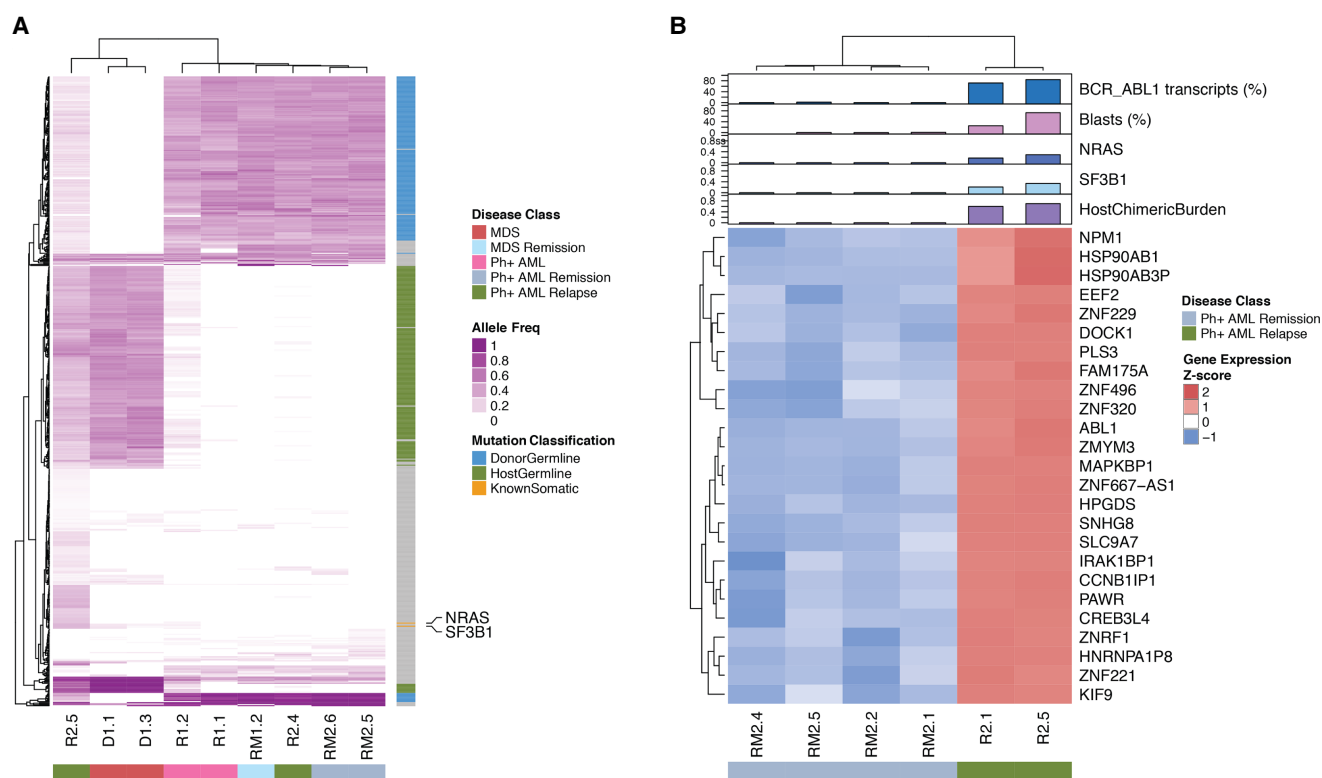 A
Disease Class
MDS
MDS Remission
Ph+ AML
Ph+ AML Remission
Ph+ AML Relapse
Allele Freq
1
0.8
0.6
0.4
0.2
0
Mutation Classification
DonorGermline
HostGermline
KnownSomatic
NRAS
SF3B1
R2.5
D1.1
D1.3
R1.2
R1.1
RM1.2
R2.4
RM2.6
RM2.5
B
80
40
0
BCR_ABL1 transcripts (%)
80
40
0
Blasts (%)
0.8
0.4
0
NRAS
0.8
0.4
0
SF3B1
0.8
0.4
0
HostChimericBurden
NPM1
HSP90AB1
HSP90AB3P
EEF2
ZNF229
DOCK1
PLS3
FAM175A
ZNF496
ZNF320
ABL1
ZMYM3
MAPKBP1
ZNF667−AS1
HPGDS
SNHG8
SLC9A7
IRAK1BP1
CCNB1IP1
PAWR
CREB3L4
ZNRF1
HNRNPA1P8
ZNF221
KIF9
RM2.4
RM2.5
RM2.2
RM2.1
R2.1
R2.5
Disease Class
Ph+ AML Remission
Ph+ AML Relapse
Gene Expression
Z-score
2
1
0
−1